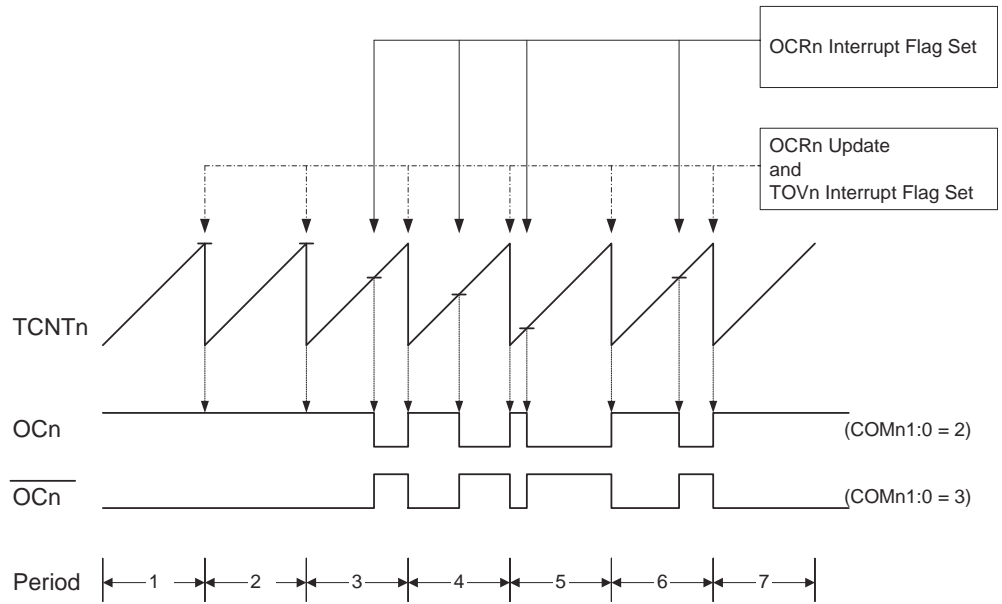 OCRn Interrupt Flag Set
OCRn Update
and
TOVn Interrupt Flag Set
TCNTn
OCn
(COMn1:0 = 2)
OCn
(COMn1:0 = 3)
Period
1
2
3
4
5
6
7